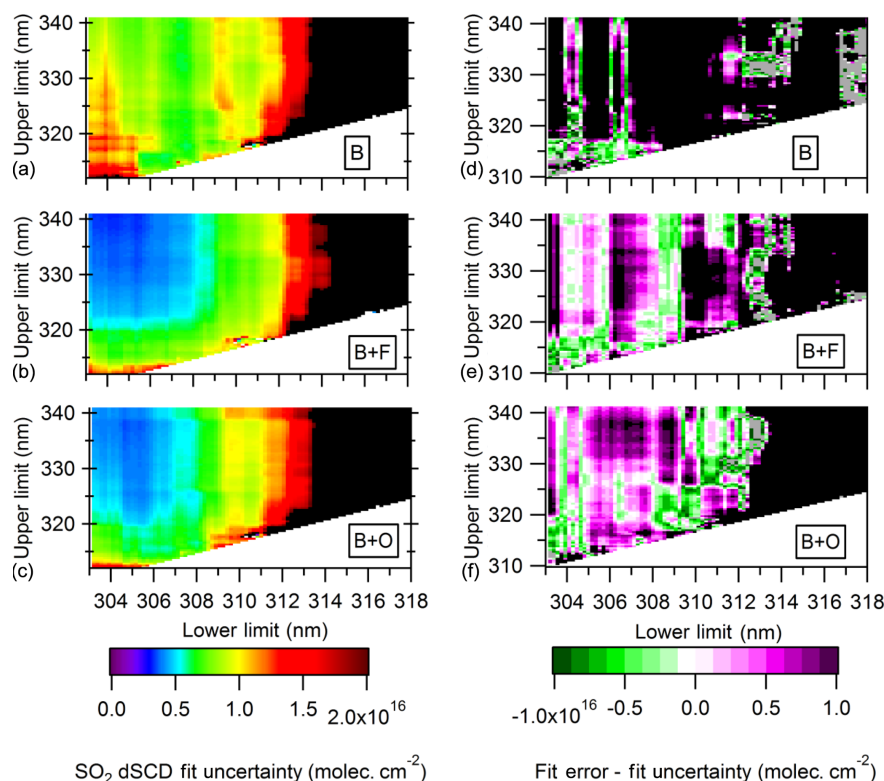 340
330
320
Upper limit (nm)
(a)
B
340
330
320
Upper limit (nm)
(b)
B+F
340
330
320
Upper limit (nm)
(c)
B+O
304 306 308 310 312 314 316 318
Lower limit (nm)
0.0 0.5 1.0 1.5 2.0x10¹⁶
SO₂ dSCD fit uncertainty (molec. cm⁻²)
340
330
320
310
Upper limit (nm)
(d)
B
340
330
320
310
Upper limit (nm)
(e)
B+F
340
330
320
310
Upper limit (nm)
(f)
B+O
304 306 308 310 312 314 316 318
Lower limit (nm)
-1.0x10¹⁶ -0.5 0.0 0.5 1.0
Fit error - fit uncertainty (molec. cm⁻²)